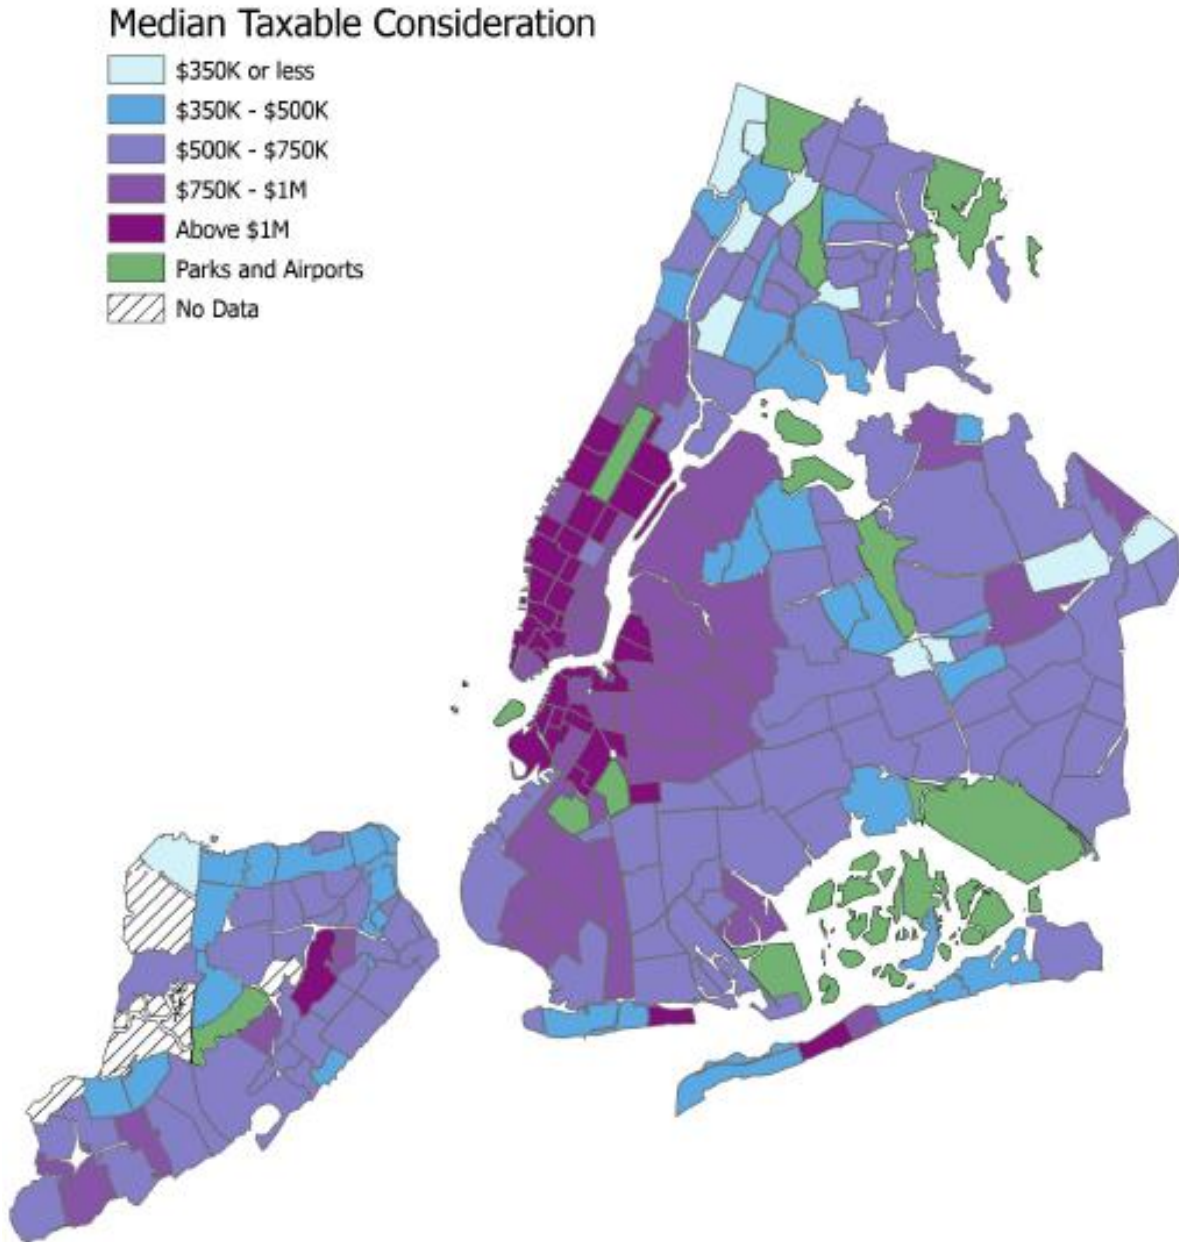 Median Taxable Consideration
$350K or less
$350K - $500K
$500K - $750K
$750K - $1M
Above $1M
Parks and Airports
No Data